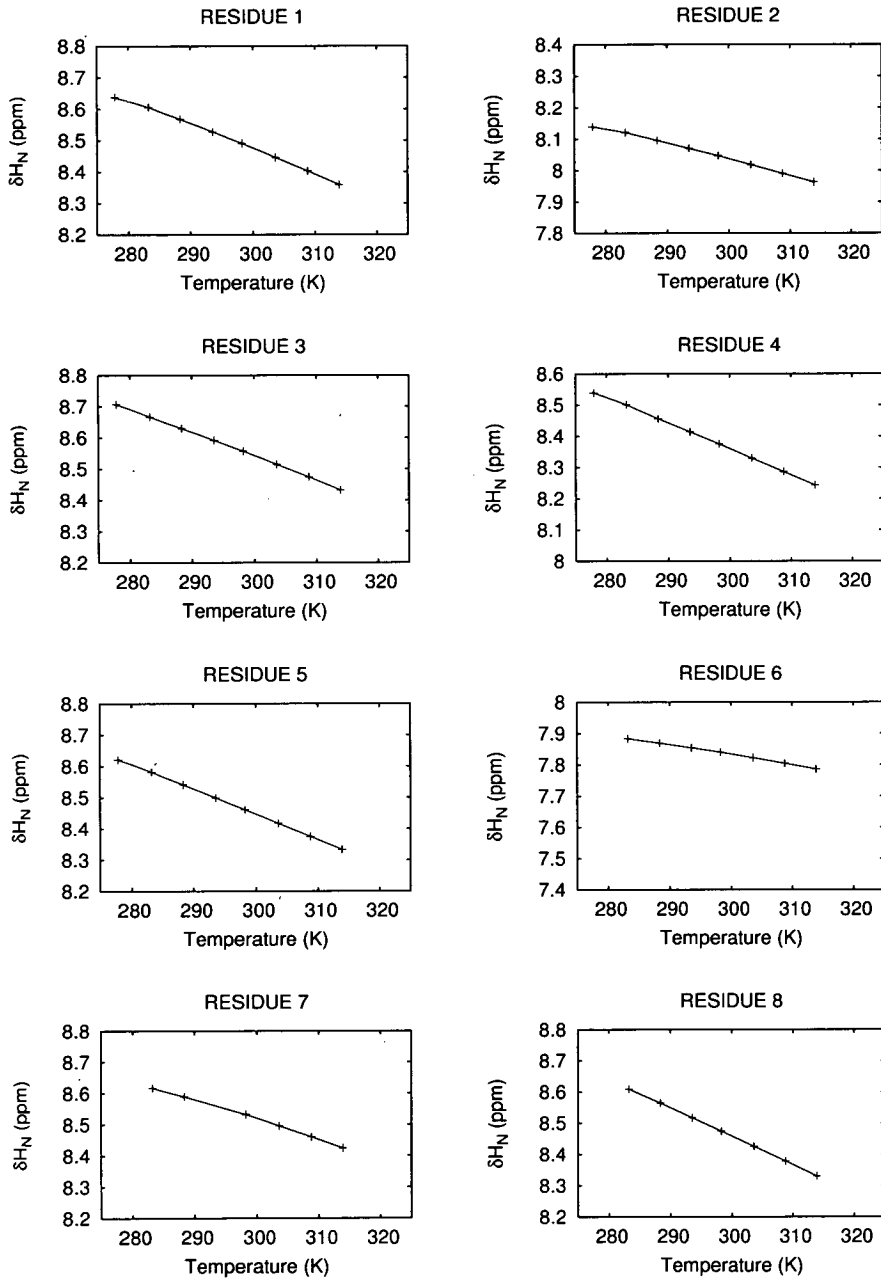 RESIDUE 1
8.8
8.7
8.6
8.5
8.4
8.3
8.2
δH_N (ppm)
280 290 300 310 320
Temperature (K)
RESIDUE 2
8.4
8.3
8.2
8.1
8
7.9
7.8
δH_N (ppm)
280 290 300 310 320
Temperature (K)
RESIDUE 3
8.8
8.7
8.6
8.5
8.4
8.3
8.2
δH_N (ppm)
280 290 300 310 320
Temperature (K)
RESIDUE 4
8.6
8.5
8.4
8.3
8.2
8.1
8
δH_N (ppm)
280 290 300 310 320
Temperature (K)
RESIDUE 5
8.8
8.7
8.6
8.5
8.4
8.3
8.2
δH_N (ppm)
280 290 300 310 320
Temperature (K)
RESIDUE 6
8
7.9
7.8
7.7
7.6
7.5
7.4
δH_N (ppm)
280 290 300 310 320
Temperature (K)
RESIDUE 7
8.8
8.7
8.6
8.5
8.4
8.3
8.2
δH_N (ppm)
280 290 300 310 320
Temperature (K)
RESIDUE 8
8.8
8.7
8.6
8.5
8.4
8.3
8.2
δH_N (ppm)
280 290 300 310 320
Temperature (K)